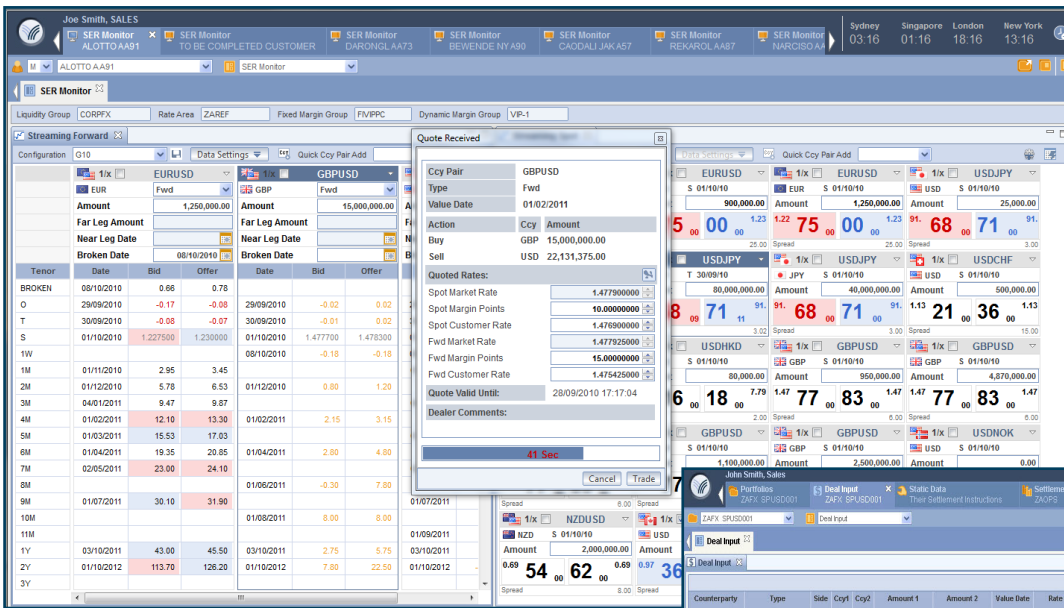 Joe Smith, SALES
SER Monitor
ALOTTO AA91
SER Monitor
TO BE COMPLETED CUSTOMER
SER Monitor
DARONGL AA73
SER Monitor
BEWENDE NY A90
SER Monitor
CAODALI JAK A57
SER Monitor
REKAROL AA87
SER Monitor
NARCISO AA
Sydney Singapore London New York
03:16 01:16 18:16 13:16
M ALOTTO AA91 SER Monitor
SER Monitor
Liquidity Group CORPFX Rate Area ZAREF Fixed Margin Group FIVIPPC Dynamic Margin Group VIP-1
Streaming Forward
Configuration G10 Data Settings Quick Ccy Pair Add
1/x EURUSD 1/x GBPUSD
EUR Fwd GBP Fwd
Amount 1,250,000.00 Amount 15,000,000.00
Far Leg Amount Far Leg Amount
Near Leg Date Near Leg Date
Broken Date 08/10/2010 Broken Date
Tenor Date Bid Offer Date Bid Offer
BROKEN 08/10/2010 0.66 0.78
O 29/09/2010 -0.17 -0.08 29/09/2010 -0.02 0.02
T 30/09/2010 -0.08 -0.07 30/09/2010 -0.01 0.02
S 01/10/2010 1.227500 1.230000 01/10/2010 1.477700 1.478300
1W 08/10/2010 -0.18 -0.18
1M 01/11/2010 2.95 3.45
2M 01/12/2010 5.78 6.53 01/12/2010 0.80 1.20
3M 04/01/2011 9.47 9.87
4M 01/02/2011 12.10 13.30 01/02/2011 2.15 3.15
5M 01/03/2011 15.53 17.03
6M 01/04/2011 19.35 20.85 01/04/2011 2.80 4.80
7M 02/05/2011 23.00 24.10
8M 01/06/2011 -0.30 7.80
9M 01/07/2011 30.10 31.90 01/07/2011
10M 01/08/2011 8.00 8.00
11M 01/09/2011
1Y 03/10/2011 43.00 45.50 03/10/2011 2.75 5.75 03/10/2011
2Y 01/10/2012 113.70 126.20 01/10/2012 7.80 22.50 01/10/2012
3Y
Quote Received
Ccy Pair GBPUSD
Type Fwd
Value Date 01/02/2011
Action Ccy Amount
Buy GBP 15,000,000.00
Sell USD 22,131,375.00
Quoted Rates:
Spot Market Rate 1.477900000
Spot Margin Points 10.00000000
Spot Customer Rate 1.476900000
Fwd Market Rate 1.477925000
Fwd Margin Points 15.00000000
Fwd Customer Rate 1.475425000
Quote Valid Until: 28/09/2010 17:17:04
Dealer Comments:
41 Sec
Cancel Trade
Data Settings Quick Ccy Pair Add
EURUSD 1/x EURUSD 1/x USDJPY
S 01/10/10 EUR S 01/10/10 USD S 01/10/10
900,000.00 Amount 1,250,000.00 Amount 25,000.00
5 00 00 00 1.23 1.22 75 00 00 00 1.23 91. 68 00 71 00 91.
25.00 Spread 25.00 Spread 3.00
USDJPY 1/x USDJPY 1/x USDCHF
T 30/09/10 JPY S 01/10/10 USD S 01/10/10
80,000,000.00 Amount 40,000,000.00 Amount 500,000.00
8 09 71 11 91. 91. 68 00 71 00 91. 1.13 21 00 36 00 1.13
3.02 Spread 3.00 Spread 15.00
USDHKD 1/x GBPUSD 1/x GBPUSD
S 01/10/10 GBP S 01/10/10 GBP S 01/10/10
80,000.00 Amount 950,000.00 Amount 4,870,000.00
6 00 18 00 7.79 1.47 77 00 83 00 1.47 1.47 77 00 83 00 1.47
2.00 Spread 6.00 Spread 6.00
GBPUSD 1/x GBPUSD 1/x USDNOK
S 01/10/10 GBP S 01/10/10 USD S 01/10/10
1,100,000.00 Amount 2,500,000.00 Amount 0.00
Spread 6.00 Spread
1/x NZDUSD 1/x
NZD S 01/10/10 USD
Amount 2,000,000.00 Amount
0.69 54 00 62 00 0.69 0.97 36
Spread 8.00 Spread
John Smith, Sales
Portfolios
ZAFX SPUSD001
Deal Input
ZAFX SPUSD001
Static Data
Their Settlement Instructions
Settleme
ZAOPS
ZAFX SPUSD001 Deal Input
Deal Input
Deal Input
Counterparty Type Side Ccy1 Ccy2 Amount 1 Amount 2 Value Date Rate